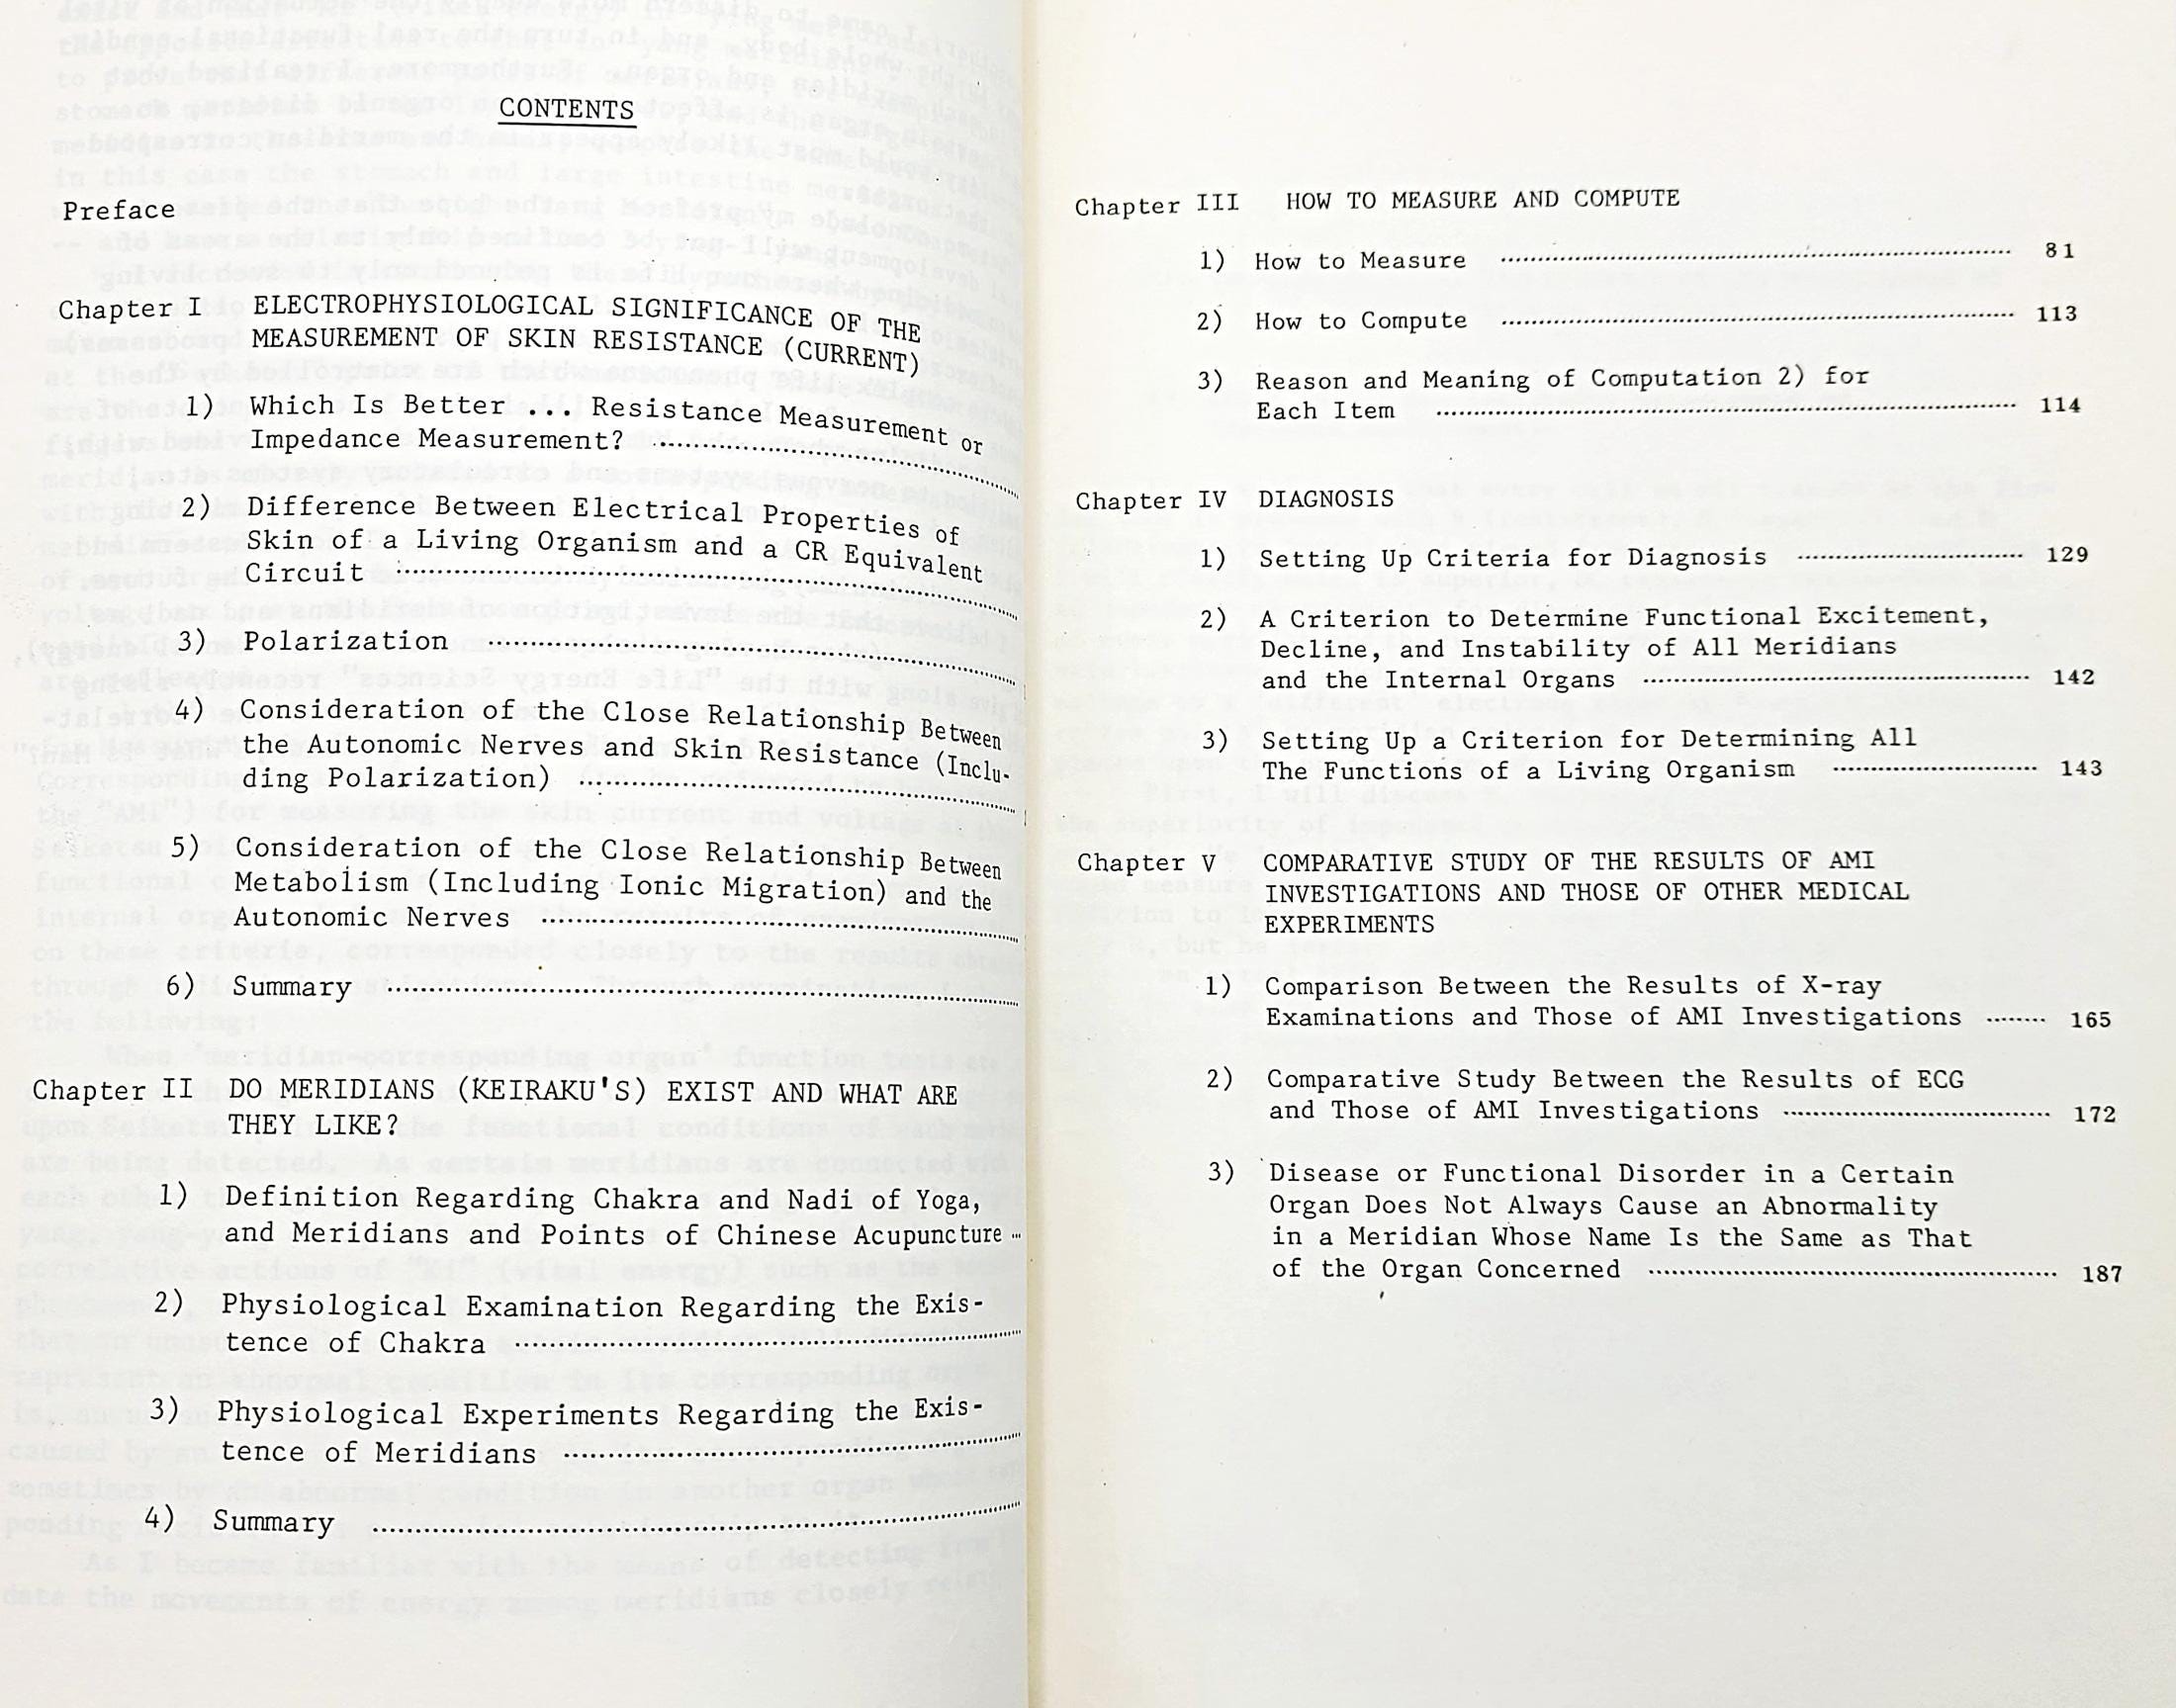 CONTENTS
Preface
Chapter I ELECTROPHYSIOLOGICAL SIGNIFICANCE OF THE
MEASUREMENT OF SKIN RESISTANCE (CURRENT)
1) Which Is Better ... Resistance Measurement or
Impedance Measurement?
2) Difference Between Electrical Properties of
Skin of a Living Organism and a CR Equivalent
Circuit
3) Polarization
4) Consideration of the Close Relationship Between
the Autonomic Nerves and Skin Resistance (Inclu-
ding Polarization)
5) Consideration of the Close Relationship Between
Metabolism (Including Ionic Migration) and the
Autonomic Nerves
6) Summary
Chapter II DO MERIDIANS (KEIRAKU'S) EXIST AND WHAT ARE
THEY LIKE?
1) Definition Regarding Chakra and Nadi of Yoga,
and Meridians and Points of Chinese Acupuncture
2) Physiological Examination Regarding the Exis-
tence of Chakra
3) Physiological Experiments Regarding the Exis-
tence of Meridians
4) Summary
Chapter III HOW TO MEASURE AND COMPUTE
1) How to Measure 81
2) How to Compute 113
3) Reason and Meaning of Computation 2) for
Each Item 114
Chapter IV DIAGNOSIS
1) Setting Up Criteria for Diagnosis 129
2) A Criterion to Determine Functional Excitement,
Decline, and Instability of All Meridians
and the Internal Organs 142
3) Setting Up a Criterion for Determining All
The Functions of a Living Organism 143
Chapter V COMPARATIVE STUDY OF THE RESULTS OF AMI
INVESTIGATIONS AND THOSE OF OTHER MEDICAL
EXPERIMENTS
1) Comparison Between the Results of X-ray
Examinations and Those of AMI Investigations 165
2) Comparative Study Between the Results of ECG
and Those of AMI Investigations 172
3) Disease or Functional Disorder in a Certain
Organ Does Not Always Cause an Abnormality
in a Meridian Whose Name Is the Same as That
of the Organ Concerned 187